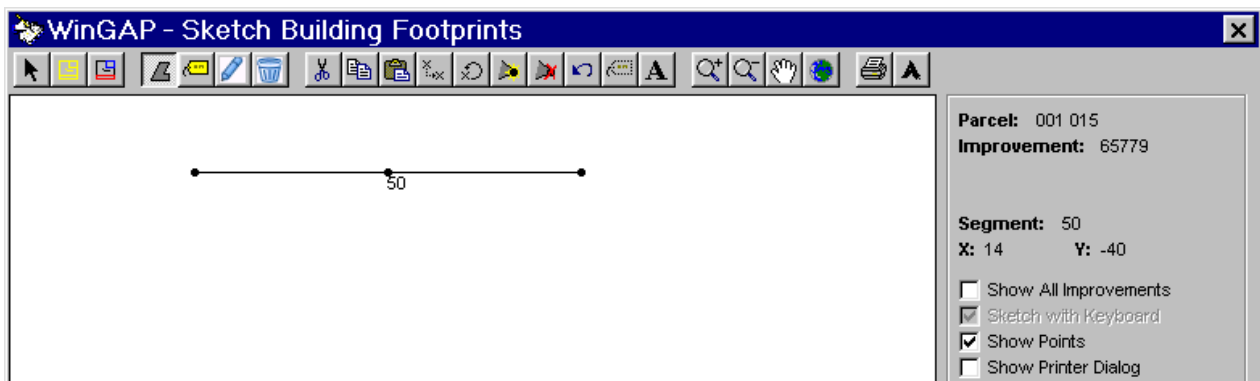 WinGAP - Sketch Building Footprints
A
50
Parcel: 001 015
Improvement: 65779
Segment: 50
X: 14 Y: -40
Show All Improvements
Sketch with Keyboard
Show Points
Show Printer Dialog